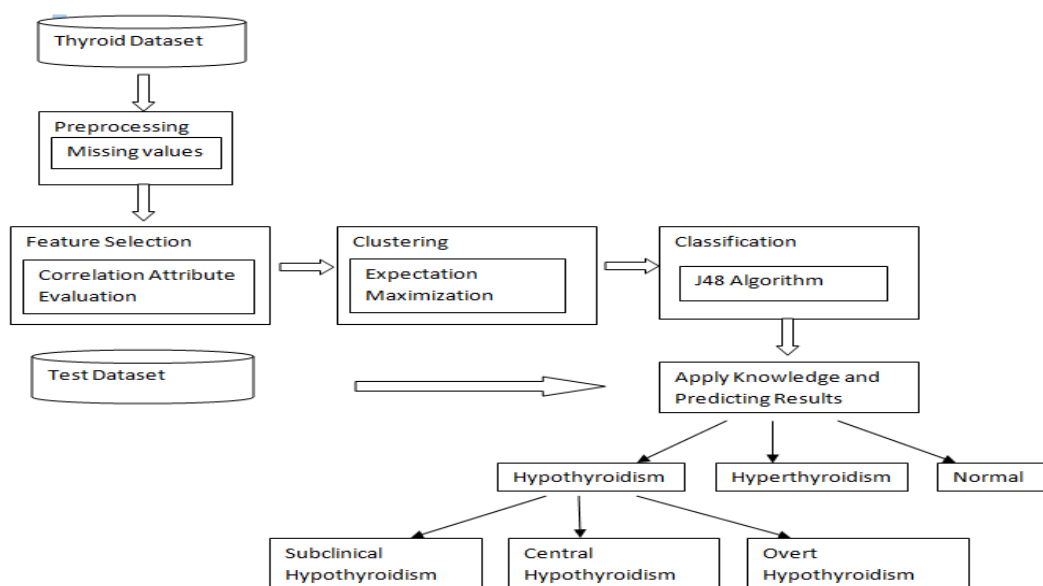 Thyroid Dataset
Preprocessing
Missing values
Feature Selection
Correlation Attribute
Evaluation
Clustering
Expectation
Maximization
Classification
J48 Algorithm
Test Dataset
Apply Knowledge and
Predicting Results
Hypothyroidism
Hyperthyroidism
Normal
Subclinical
Hypothyroidism
Central
Hypothyroidism
Overt
Hypothyroidism